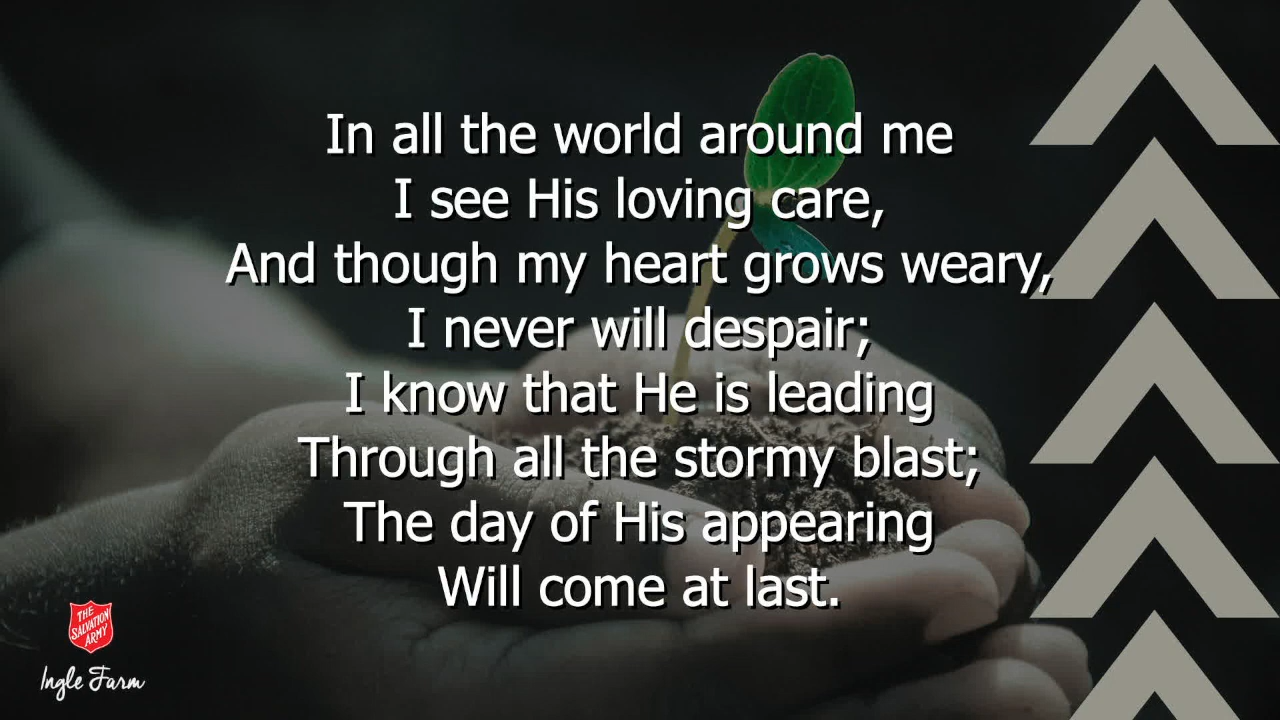 In all the world around me
I see His loving care,
And though my heart grows weary,
I never will despair;
I know that He is leading
Through all the stormy blast;
The day of His appearing
Will come at last.
THE
SALVATION
ARMY
Ingle Farm